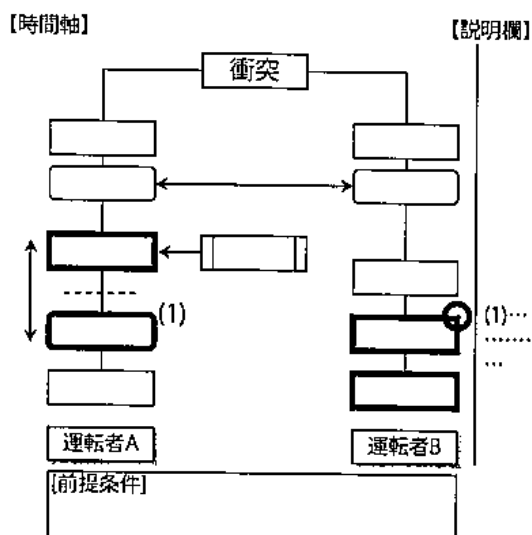 【時間軸】
【説明欄】
衝突
(1)
(1)…
……
…
運転者A
運転者B
[前提条件]